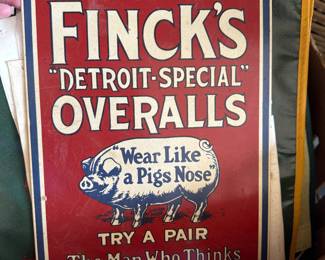 FINCK'S
"DETROIT-SPECIAL"
OVERALLS
"Wear Like
a Pigs Nose"
TRY A PAIR
The Man Who Thinks